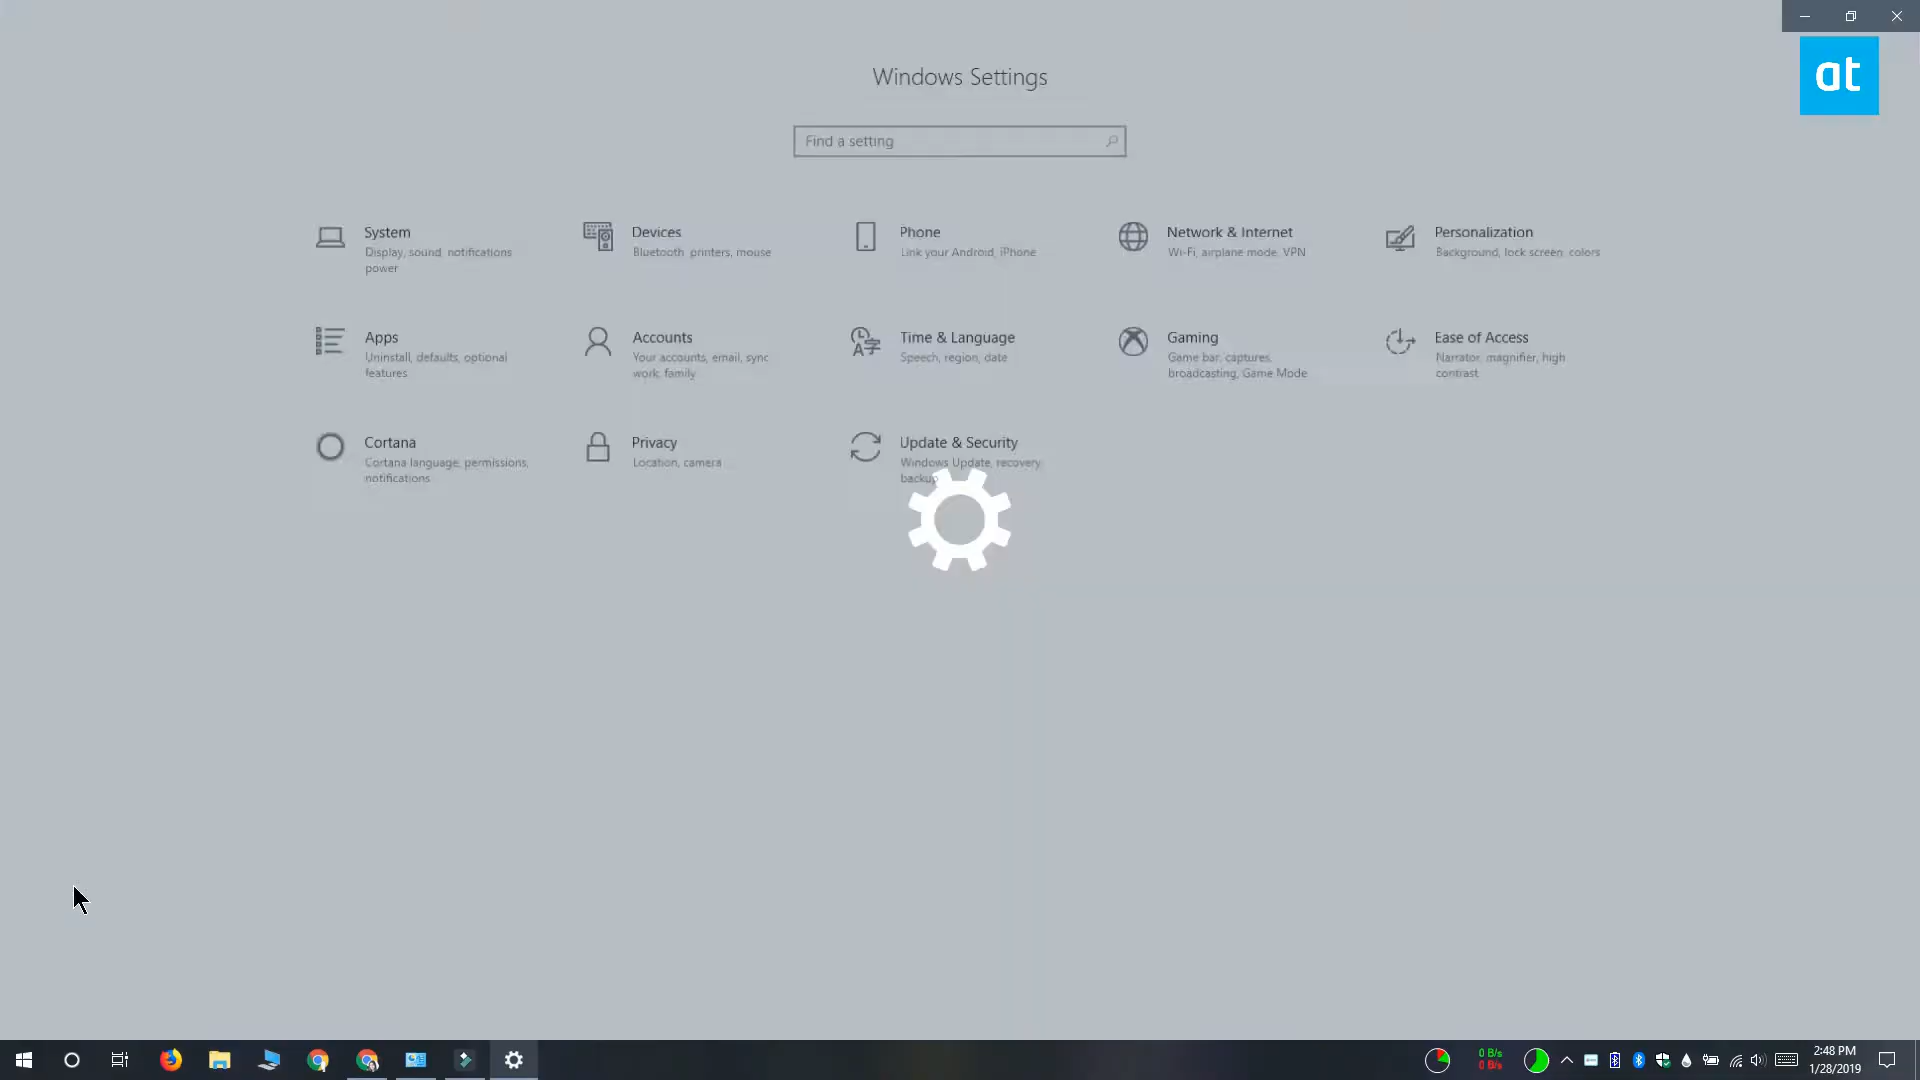 at
Windows Settings
Find a setting
System
Display, sound, notifications
power
Devices
Bluetooth, printers, mouse
Phone
Link your Android, iPhone
Network & Internet
Wi-Fi, airplane mode, VPN
Personalization
Background, lock screen, colors
Apps
Uninstall, defaults, optional
features
Accounts
Your accounts, email, sync
work, family
Time & Language
Speech, region, date
Gaming
Game bar, captures,
broadcasting, Game Mode
Ease of Access
Narrator, magnifier, high
contrast
Cortana
Cortana language, permissions,
notifications
Privacy
Location, camera
Update & Security
Windows Update, recovery
backup
0 B/s
0 B/s
2:48 PM
1/28/2019